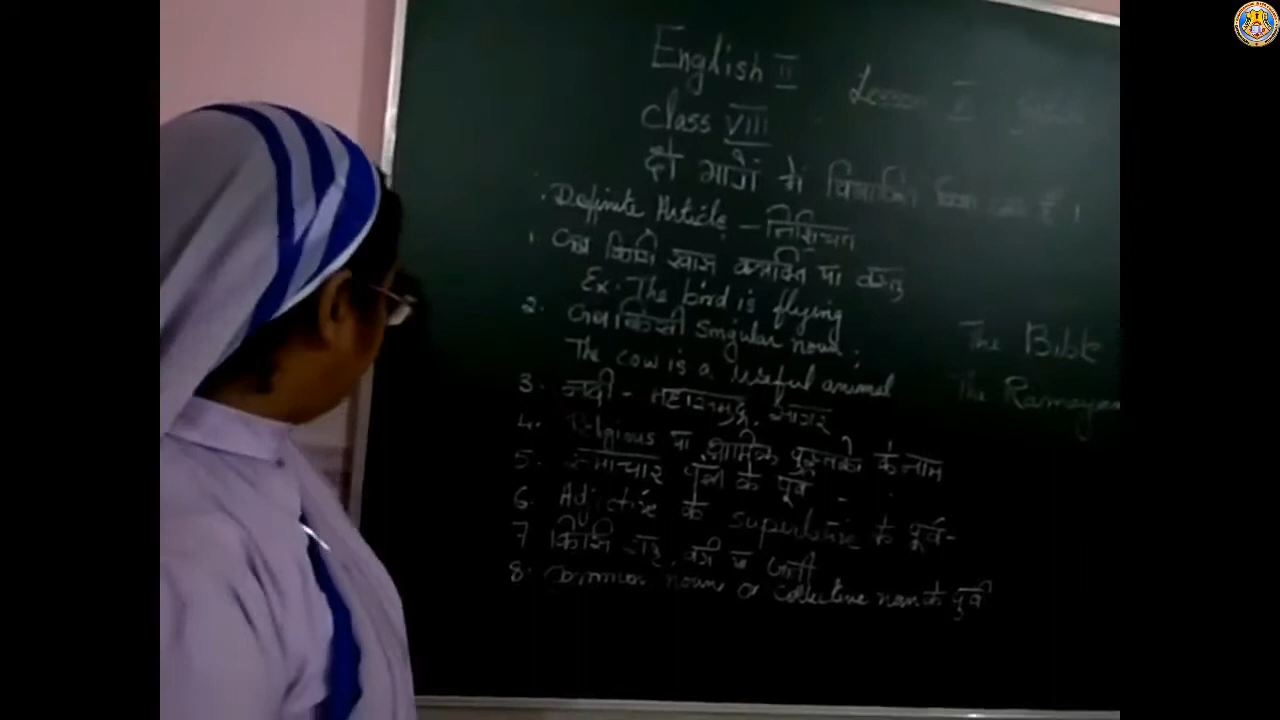 English II
Lesson
Class VIII
दो भागों में विभाजित किया है ।
Definite Article - निश्चित
1. जब किसी खास व्यक्ति या वस्तु
Ex. The bird is flying
2. जब किसी Singular noun.
The cow is a useful animal
The Bible
3. नदी - महासमुद्र, सागर
The Ramayan
4. Religious या धार्मिक पुस्तकों के नाम
5. समाचार पत्रों के पूर्व -
6. Adjective के superlative के पूर्व -
7 किसी या जाति
8. Common noun or collective noun के पूर्व